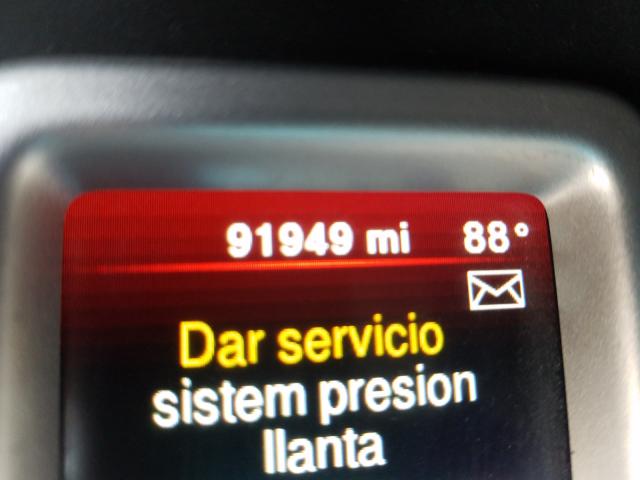 91949 mi 88°
Dar servicio
sistem presion
llanta